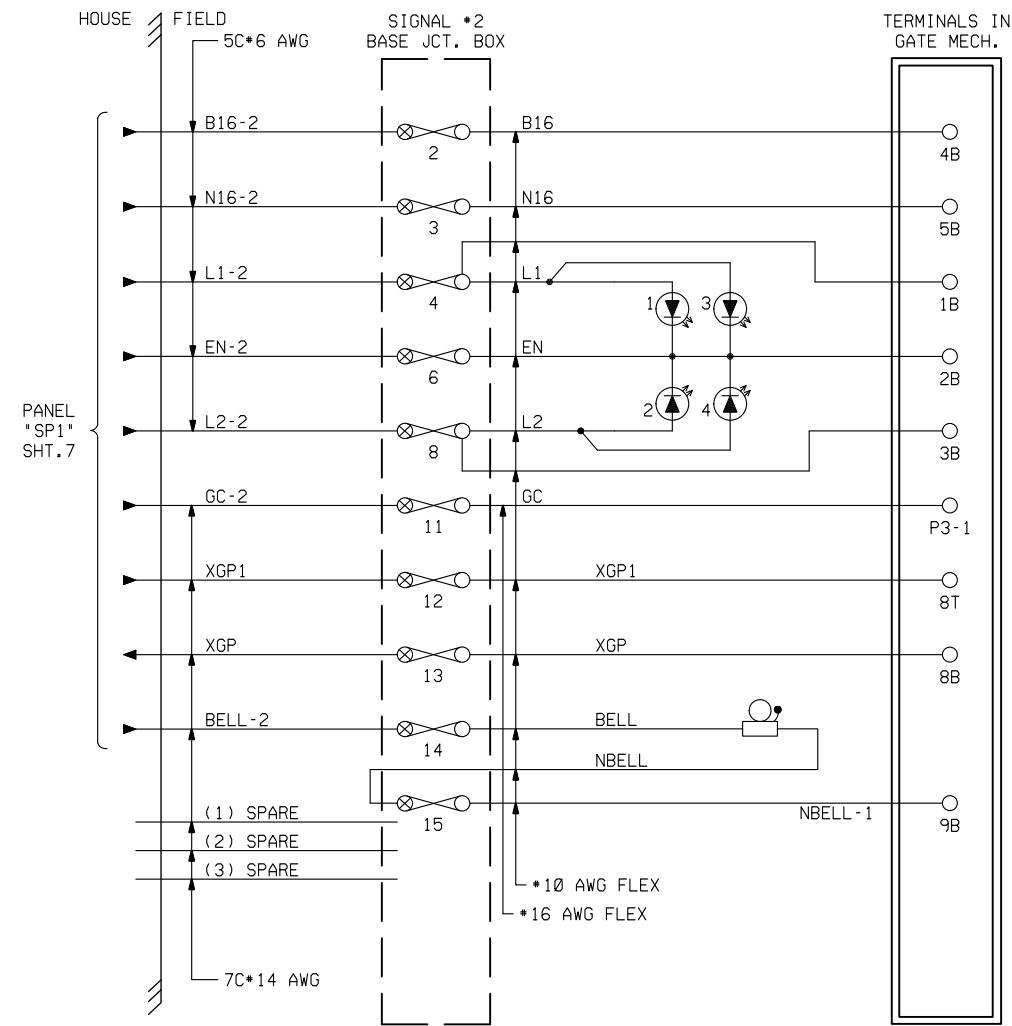 HOUSE FIELD
SIGNAL #2
BASE JCT. BOX
TERMINALS IN
GATE MECH.
5C#6 AWG
B16-2 B16
2 4B
N16-2 N16
3 5B
L1-2 L1
4 1B
1 3
EN-2 EN
6 2B
2 4
PANEL
"SP1"
SHT.7
L2-2 L2
8 3B
GC-2 GC
11 P3-1
XGP1 XGP1
12 8T
XGP XGP
13 8B
BELL-2 BELL
14
NBELL
(1) SPARE
15 NBELL-1 9B
(2) SPARE
(3) SPARE
#10 AWG FLEX
#16 AWG FLEX
7C#14 AWG